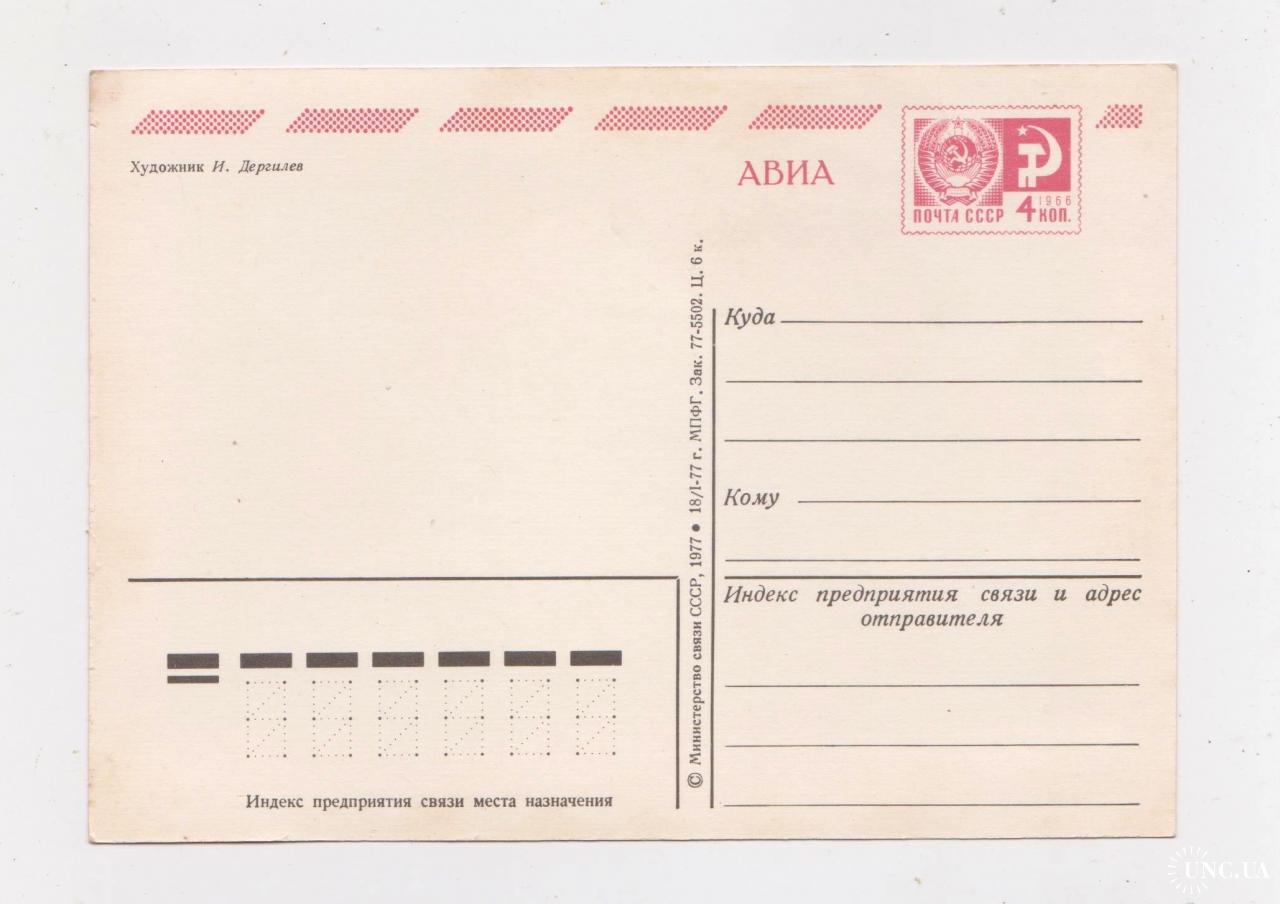 Художник И. Дергилев
АВИА
1966
ПОЧТА СССР 4 КОП.
© Министерство связи СССР, 1977 • 18/I-77 г. МПФГ. Зак. 77-5502. Ц. 6 к.
Куда
Кому
Индекс предприятия связи и адрес
отправителя
Индекс предприятия связи места назначения
UNC.UA